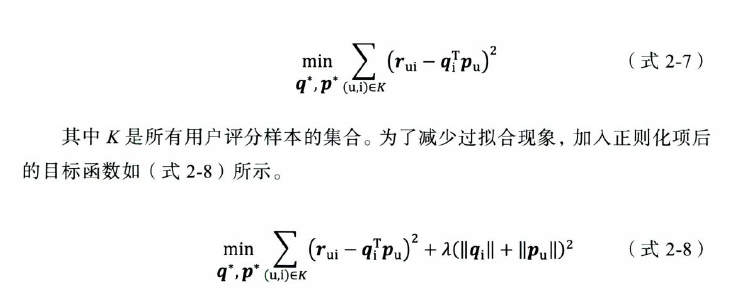 min ∑ (r_ui − q_i^T p_u)^2 （式 2-7）
q*, p* (u,i)∈K
其中 K 是所有用户评分样本的集合。为了减少过拟合现象，加入正则化项后
的目标函数如（式 2-8）所示。
min ∑ (r_ui − q_i^T p_u)^2 + λ(‖q_i‖ + ‖p_u‖)^2 （式 2-8）
q*, p* (u,i)∈K